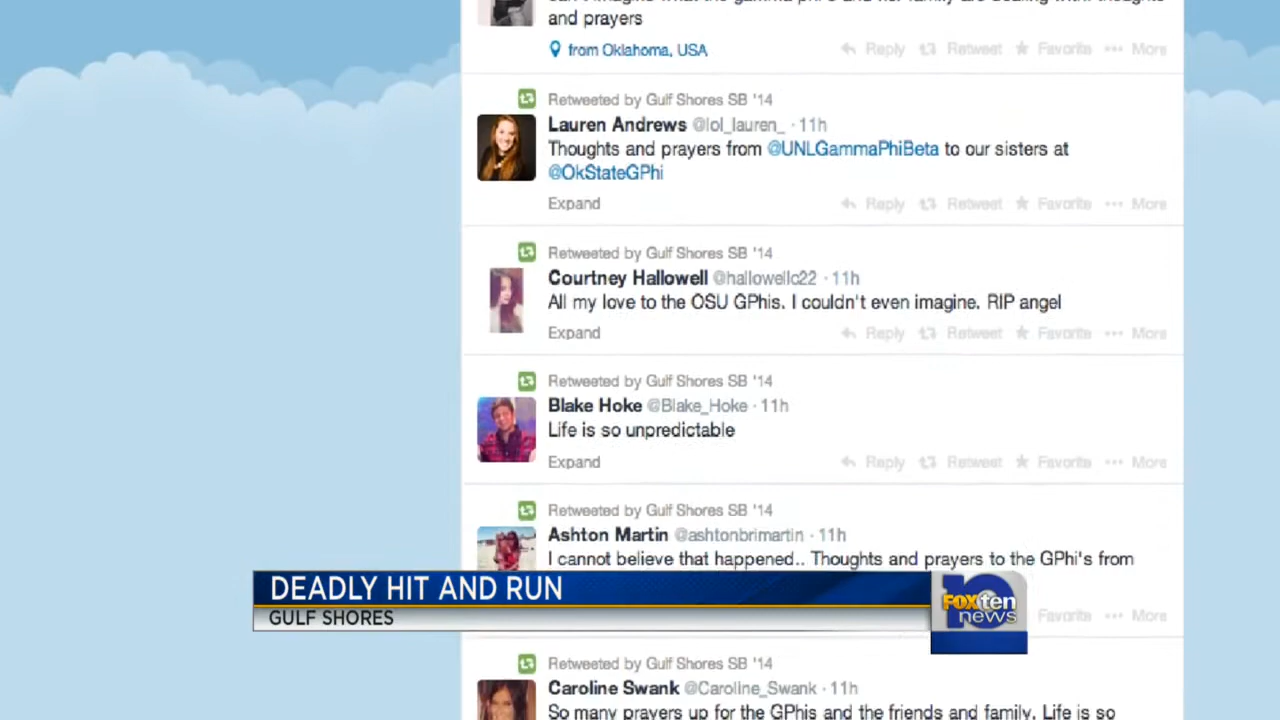 and prayers
from Oklahoma, USA Reply Retweet Favorite More
Retweeted by Gulf Shores SB '14
Lauren Andrews @lol_lauren_ · 11h
Thoughts and prayers from @UNLGammaPhiBeta to our sisters at
@OkStateGPhi
Expand Reply Retweet Favorite More
Retweeted by Gulf Shores SB '14
Courtney Hallowell @hallowellc22 · 11h
All my love to the OSU GPhis. I couldn't even imagine. RIP angel
Expand Reply Retweet Favorite More
Retweeted by Gulf Shores SB '14
Blake Hoke @Blake_Hoke · 11h
Life is so unpredictable
Expand Reply Retweet Favorite More
Retweeted by Gulf Shores SB '14
Ashton Martin @ashtonbrimartin · 11h
I cannot believe that happened.. Thoughts and prayers to the GPhi's from
DEADLY HIT AND RUN
GULF SHORES
10
FOX ten
news
Favorite More
Retweeted by Gulf Shores SB '14
Caroline Swank @Caroline_Swank · 11h
So many prayers up for the GPhis and the friends and family. Life is so